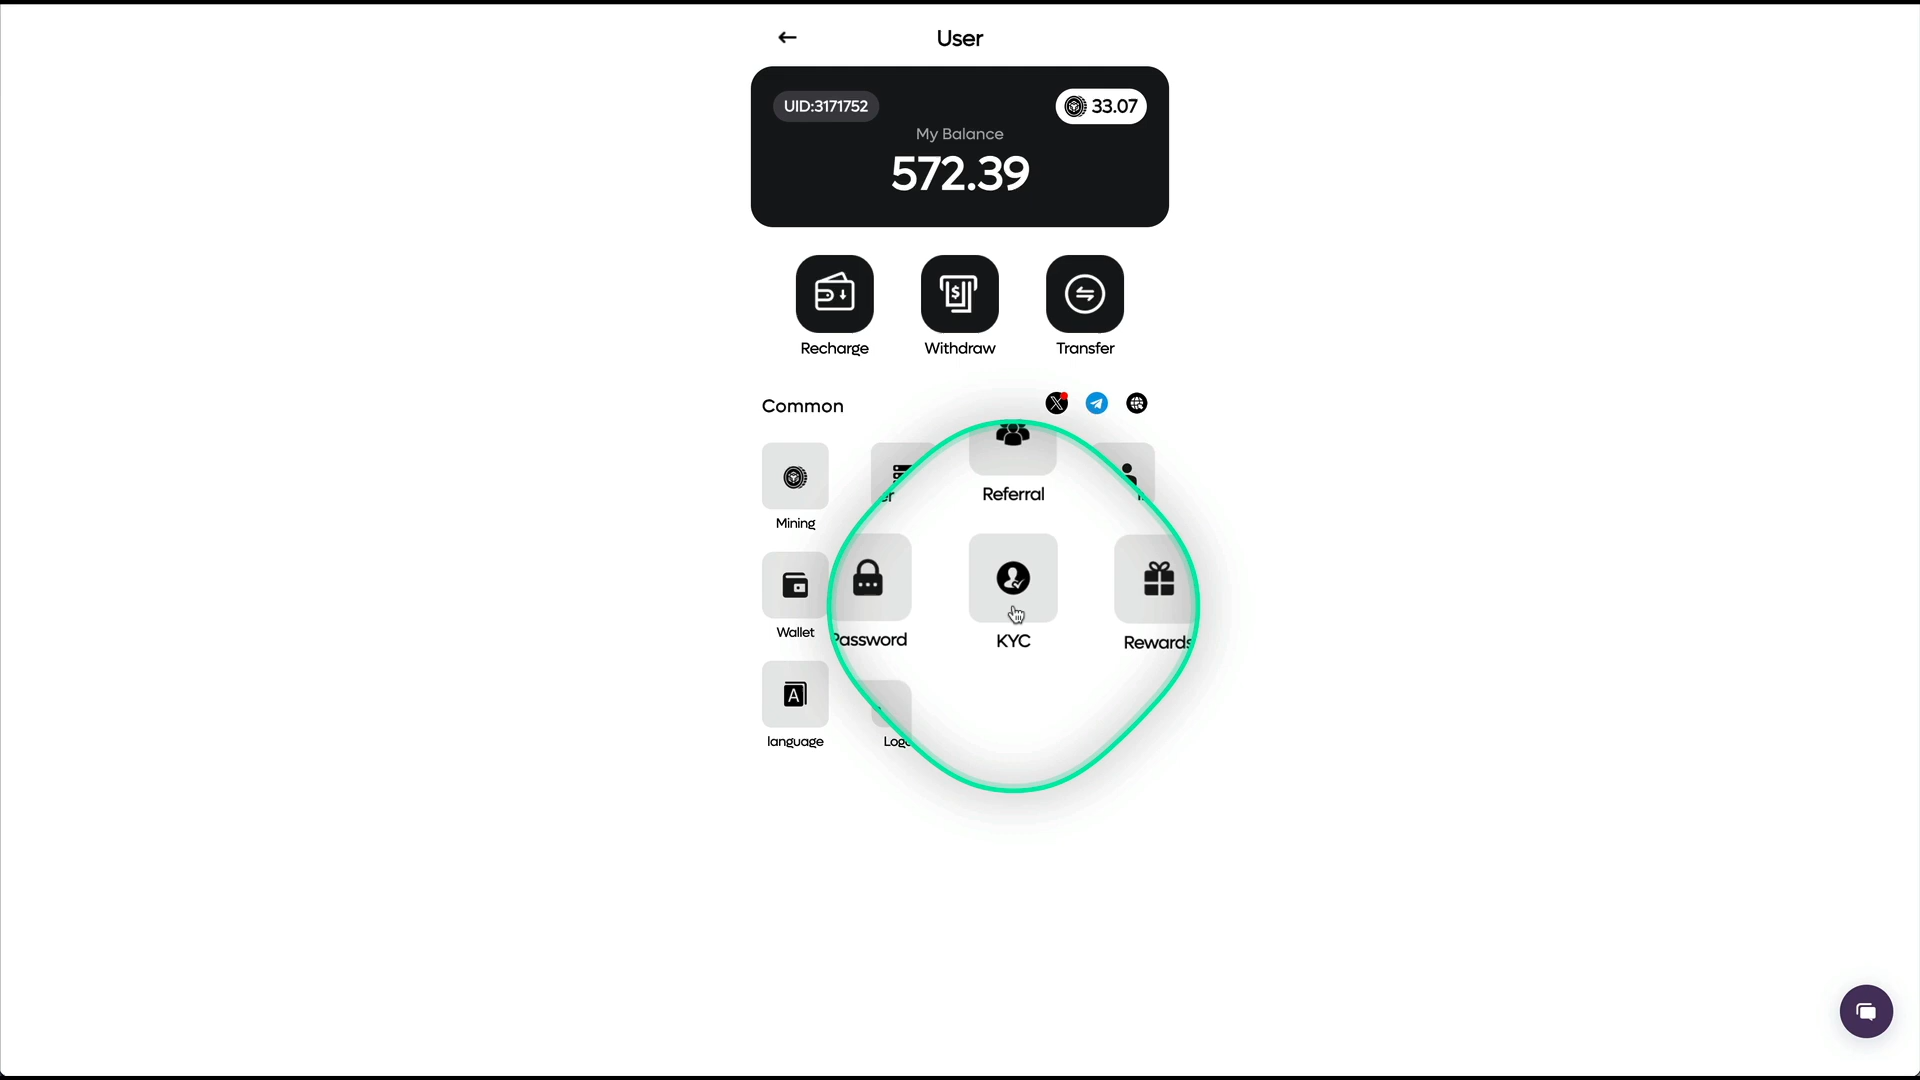 User
UID:3171752
33.07
My Balance
572.39
Recharge
Withdraw
Transfer
Common
Referral
Mining
Password
KYC
Rewards
Wallet
A
language